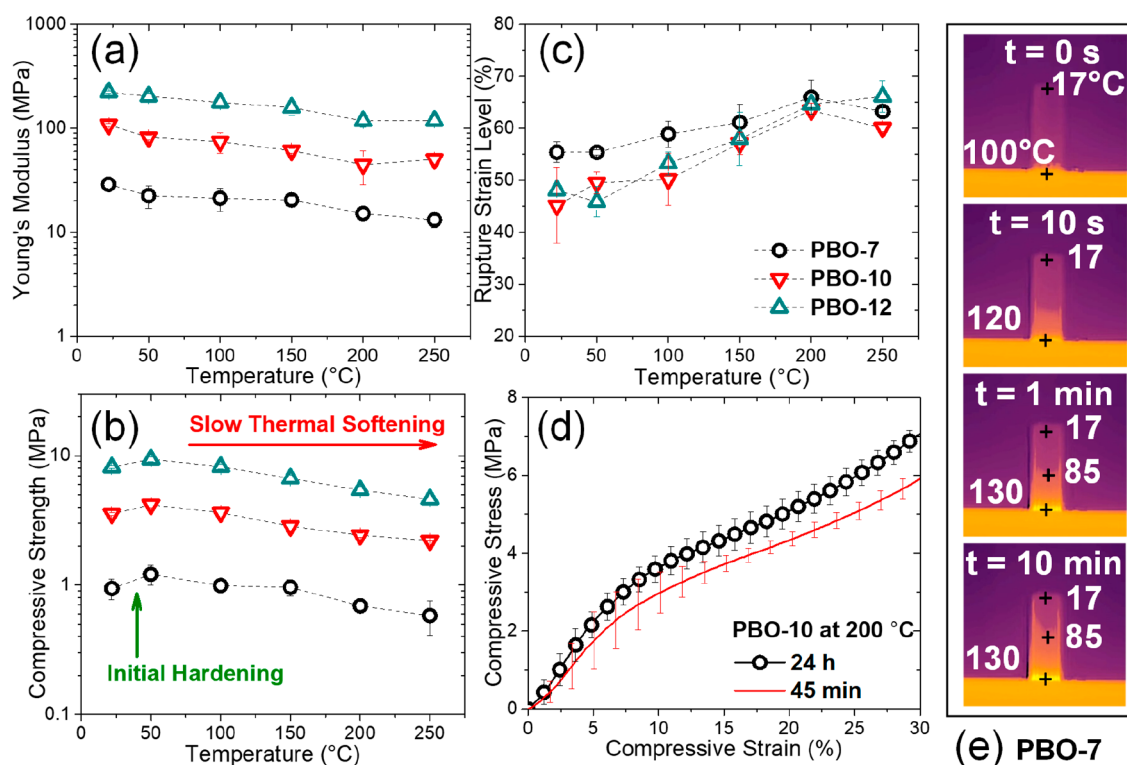 (a)
Young's Modulus (MPa)
1000
100
10
1
0 50 100 150 200 250
Temperature (°C)
(c)
Rupture Strain Level (%)
80
70
60
50
40
30
20
PBO-7
PBO-10
PBO-12
0 50 100 150 200 250
Temperature (°C)
(b)
Compressive Strength (MPa)
10
1
0.1
Slow Thermal Softening
Initial Hardening
0 50 100 150 200 250
Temperature (°C)
(d)
Compressive Stress (MPa)
8
6
4
2
0
PBO-10 at 200 °C
24 h
45 min
0 5 10 15 20 25 30
Compressive Strain (%)
t = 0 s
17°C
100°C
t = 10 s
17
120
t = 1 min
17
85
130
t = 10 min
17
85
130
(e) PBO-7